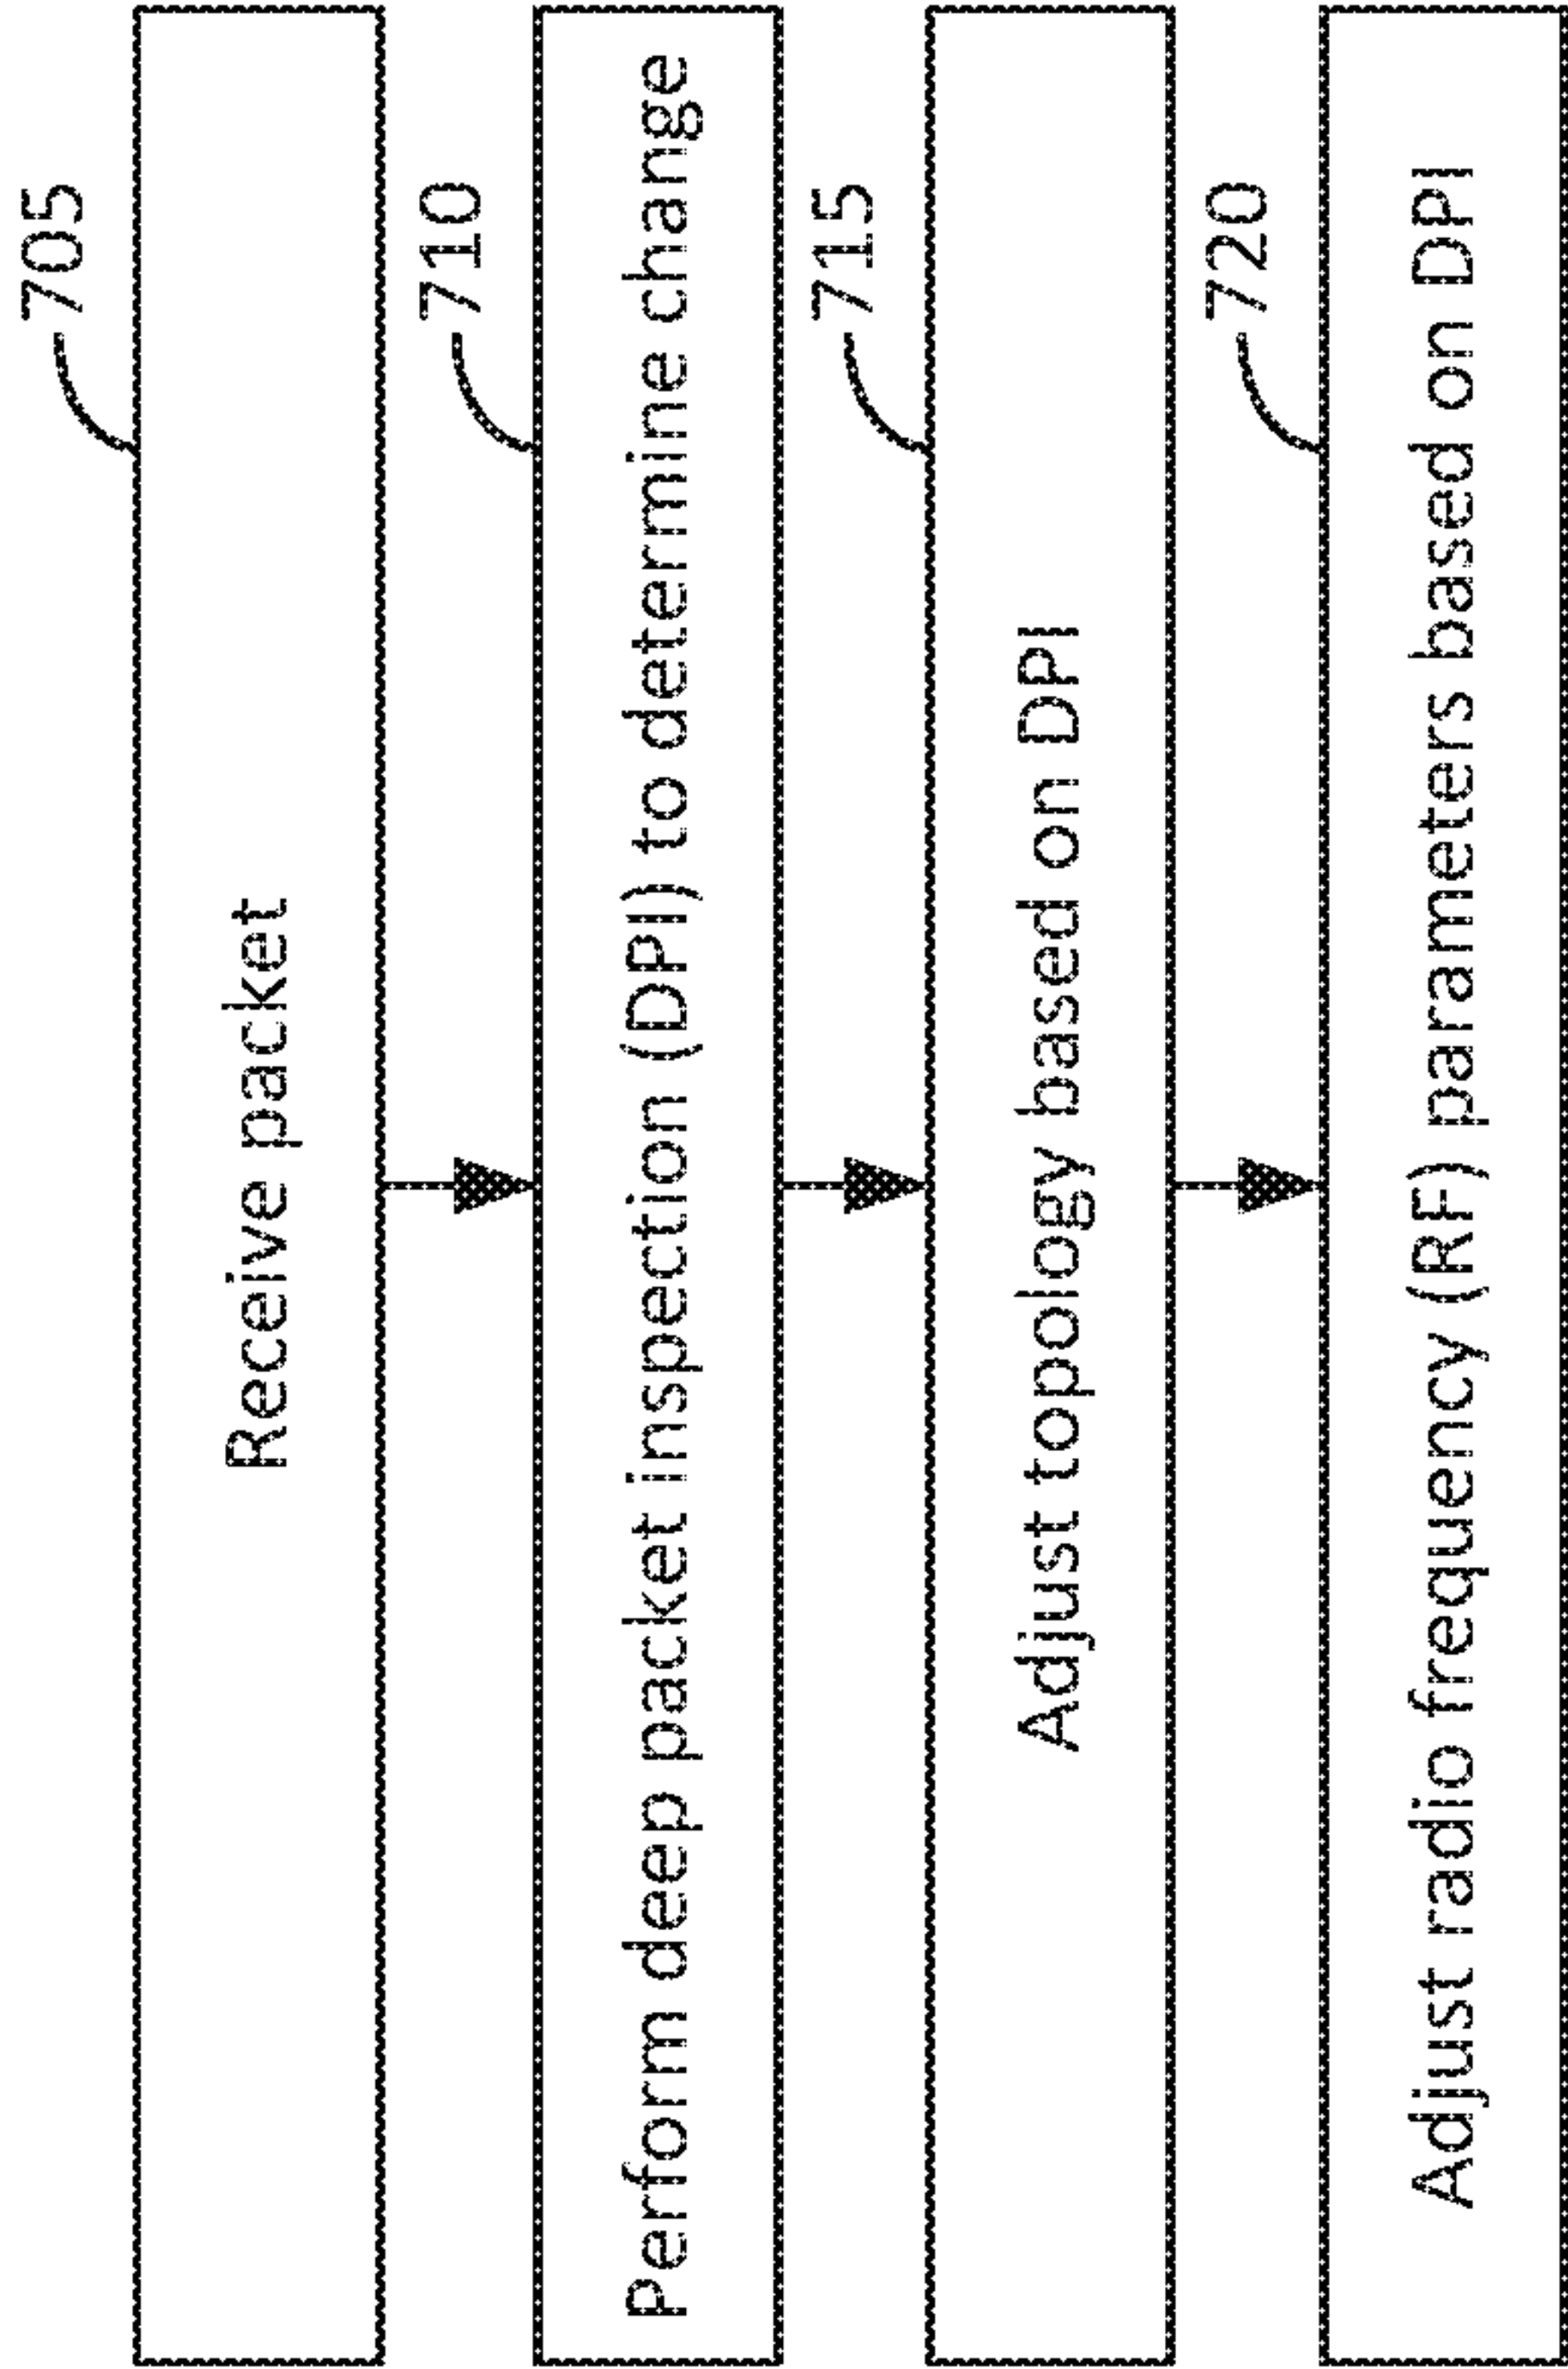 705
Receive packet
710
Perform deep packet inspection (DPI) to determine change
715
Adjust topology based on DPI
720
Adjust radio frequency (RF) parameters based on DPI